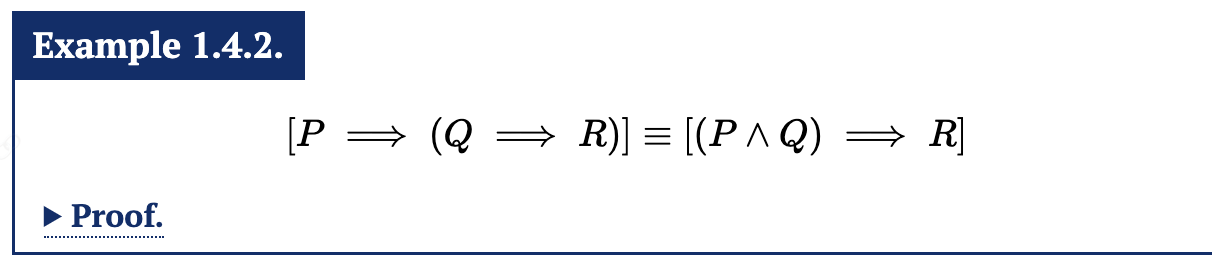 Example 1.4.2.
[P ⟹ (Q ⟹ R)] ≡ [(P ∧ Q) ⟹ R]
▶ Proof.